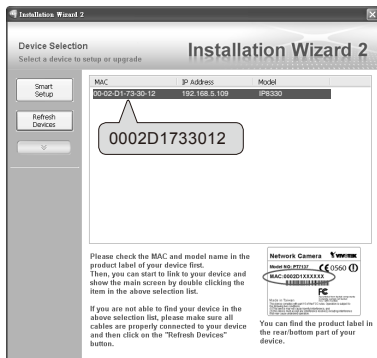 Installation Wizard 2
Device Selection
Select a device to setup or upgrade
Installation Wizard 2
Smart
Setup
Refresh
Devices
MAC IP Address Model
00-02-D1-73-30-12 192.168.5.109 IP8330
0002D1733012
Please check the MAC and model name in the
product label of your device first.
Then, you can start to link to your device and
show the main screen by double clicking the
item in the above selection list.
If you are not able to find your device in the
above selection list, please make sure all
cables are properly connected to your device
and then click on the "Refresh Devices"
button.
Network Camera VIVOTEK
Model NO: PT7137 CE 0560
MAC:0002D1XXXXXX
FC
Made in Taiwan
You can find the product label in
the rear/bottom part of your
device.